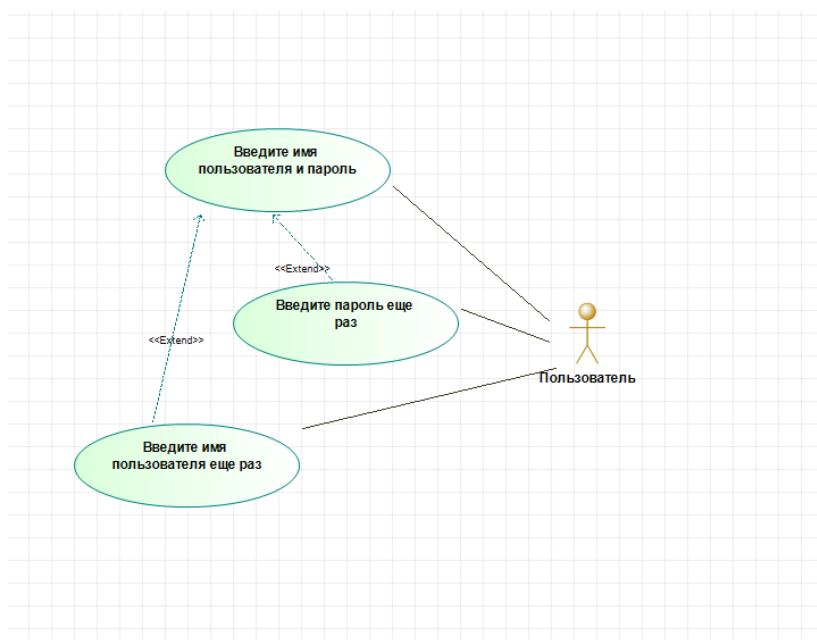 Введите имя
пользователя и пароль
<<Extend>>
Введите пароль еще
раз
<<Extend>>
Пользователь
Введите имя
пользователя еще раз